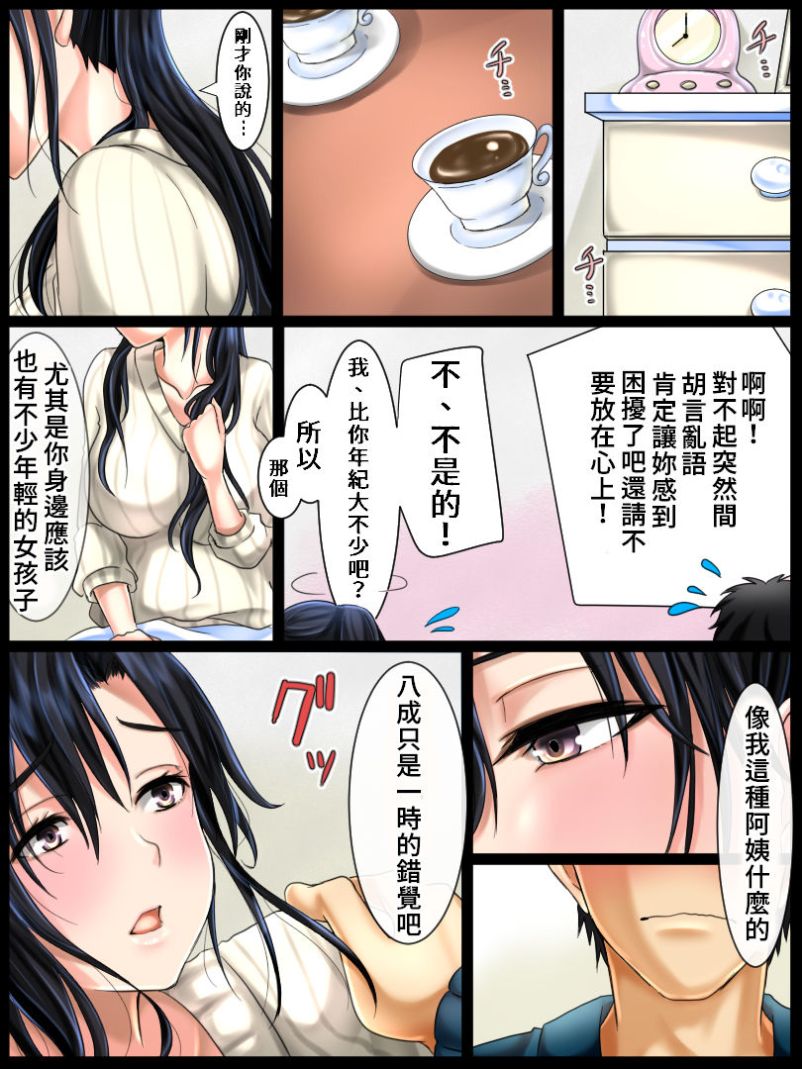 チ…
チ…
チ…
剛才你說的…
啊啊！
對不起突然間
胡言亂語
肯定讓妳感到
困擾了吧還請不
要放在心上！
不、不是的！
我、比你年紀大不少吧？
所以
那個
尤其是你身邊應該
也有不少年輕的女孩子
像我這種阿姨什麼的
八成只是一時的錯覺吧
グッ